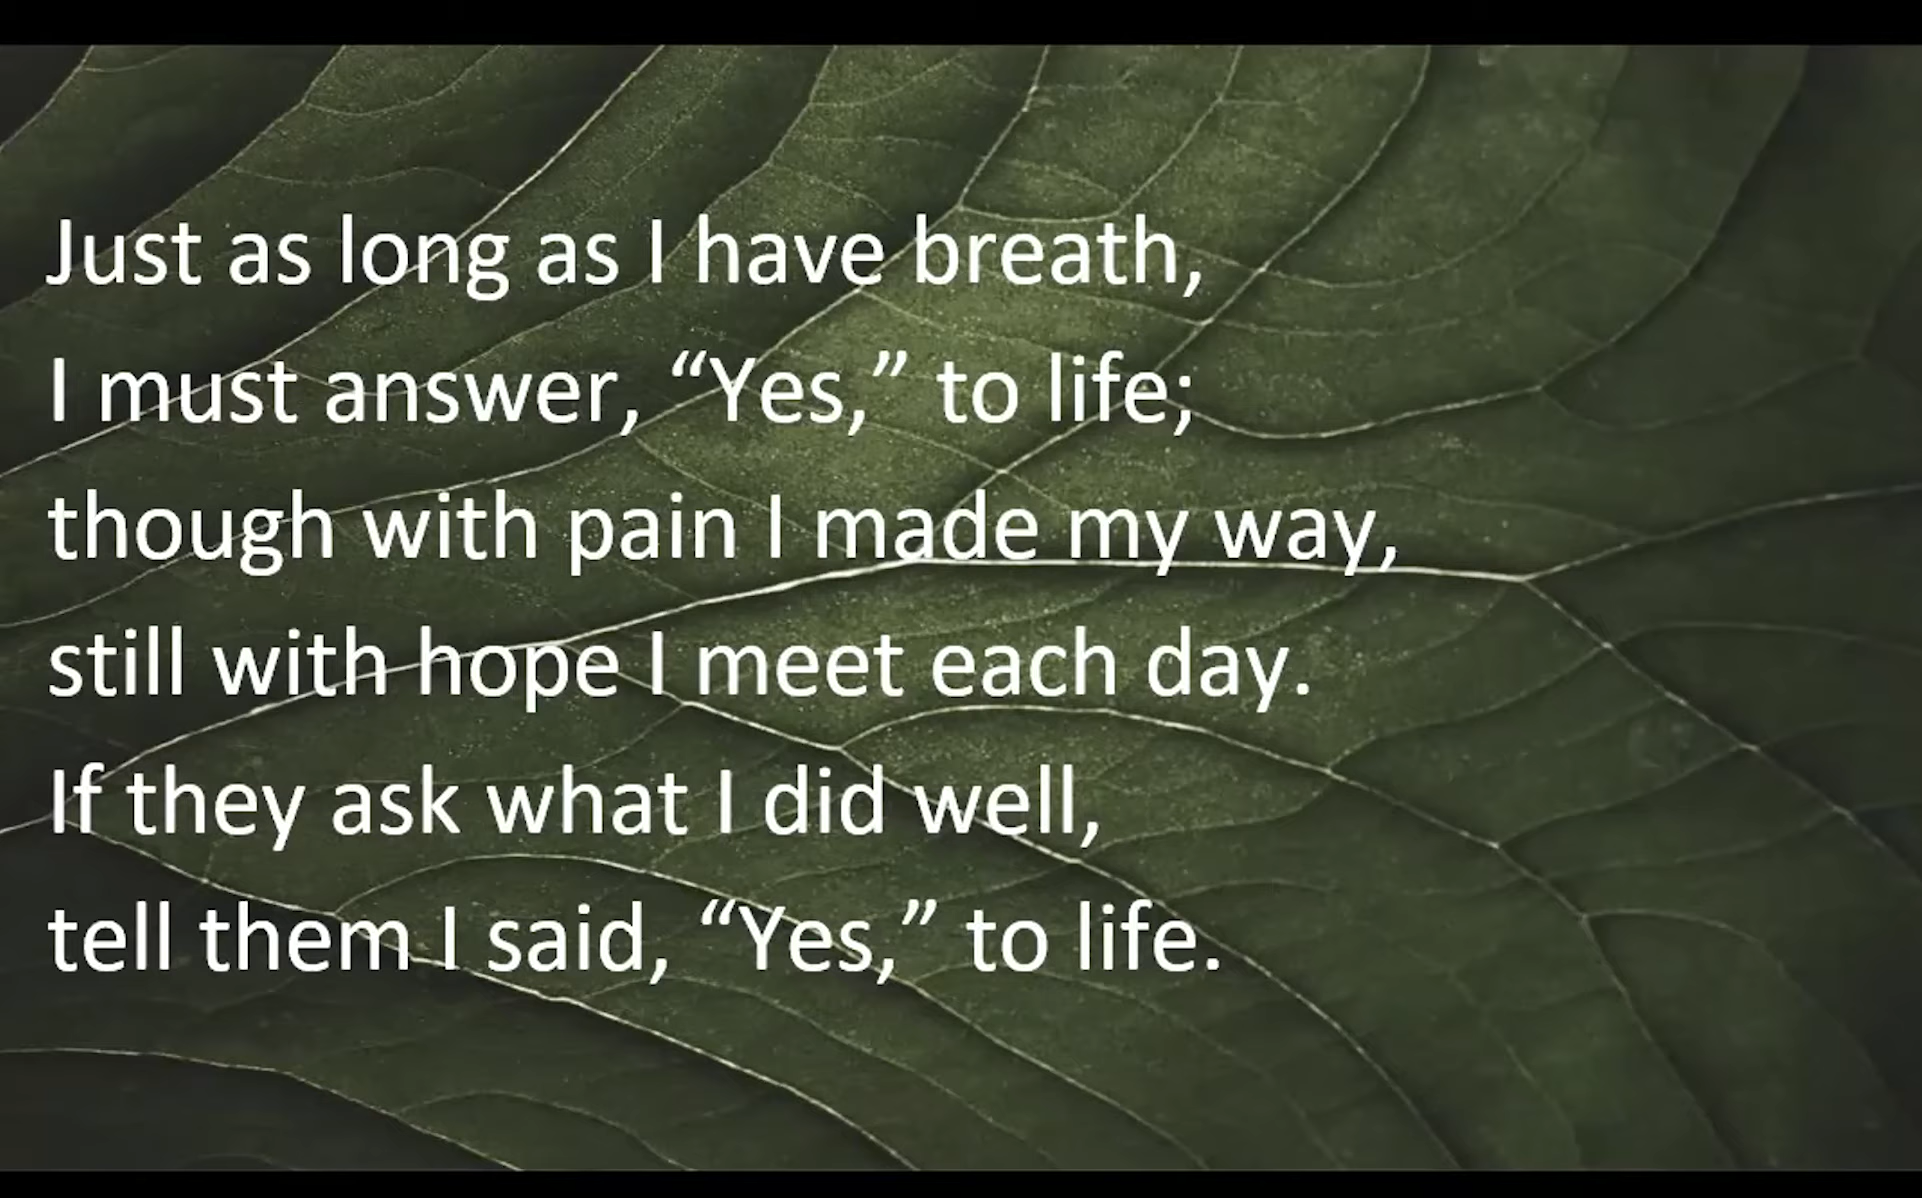 Just as long as I have breath,
I must answer, “Yes,” to life;
though with pain I made my way,
still with hope I meet each day.
If they ask what I did well,
tell them I said, “Yes,” to life.